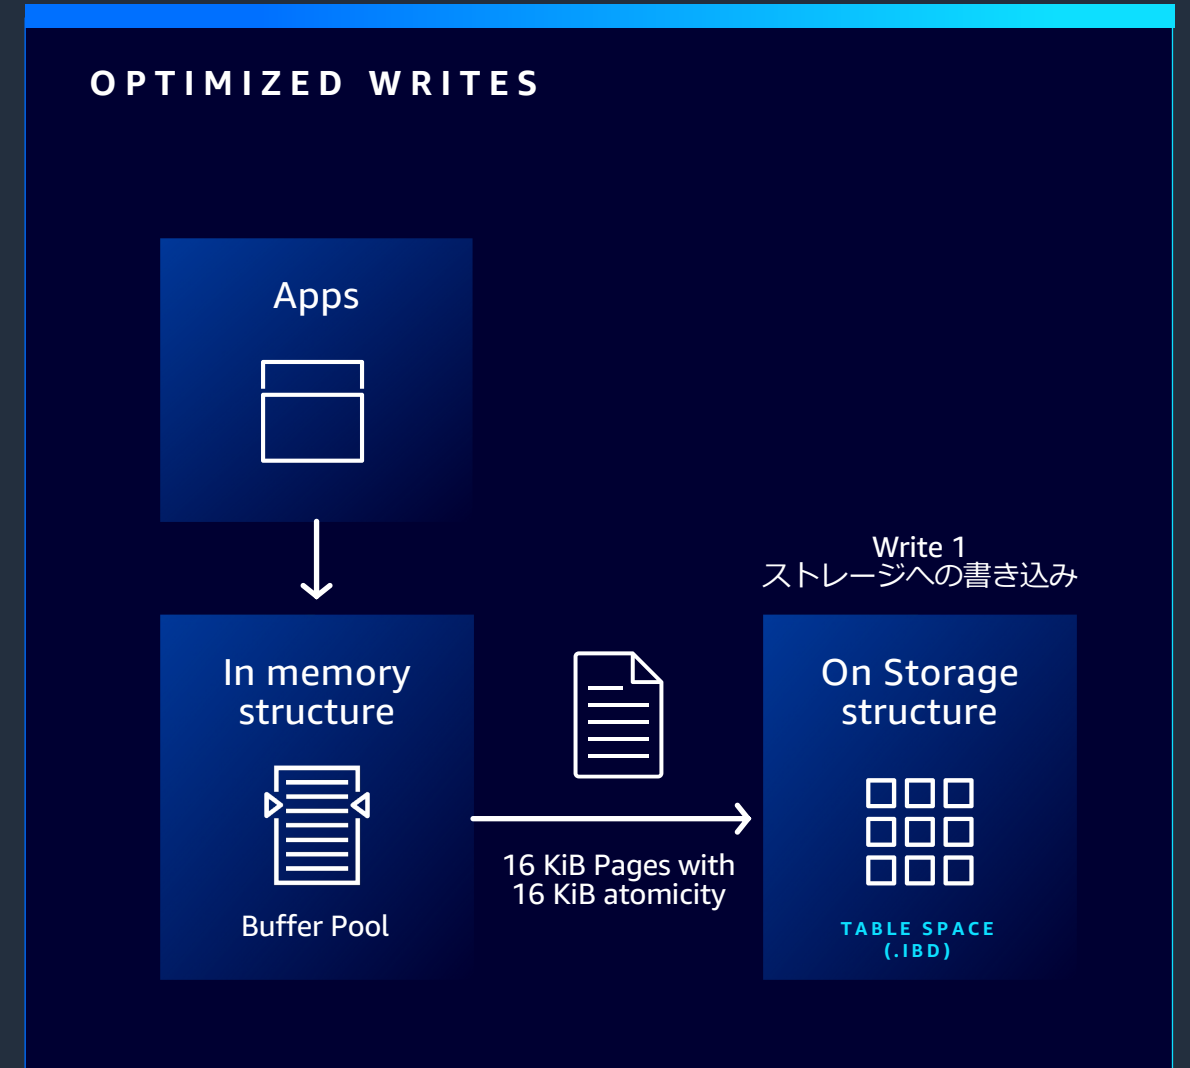 OPTIMIZED WRITES
Apps
Write 1
ストレージへの書き込み
In memory
structure
On Storage
structure
16 KiB Pages with
16 KiB atomicity
Buffer Pool
TABLE SPACE
(.IBD)